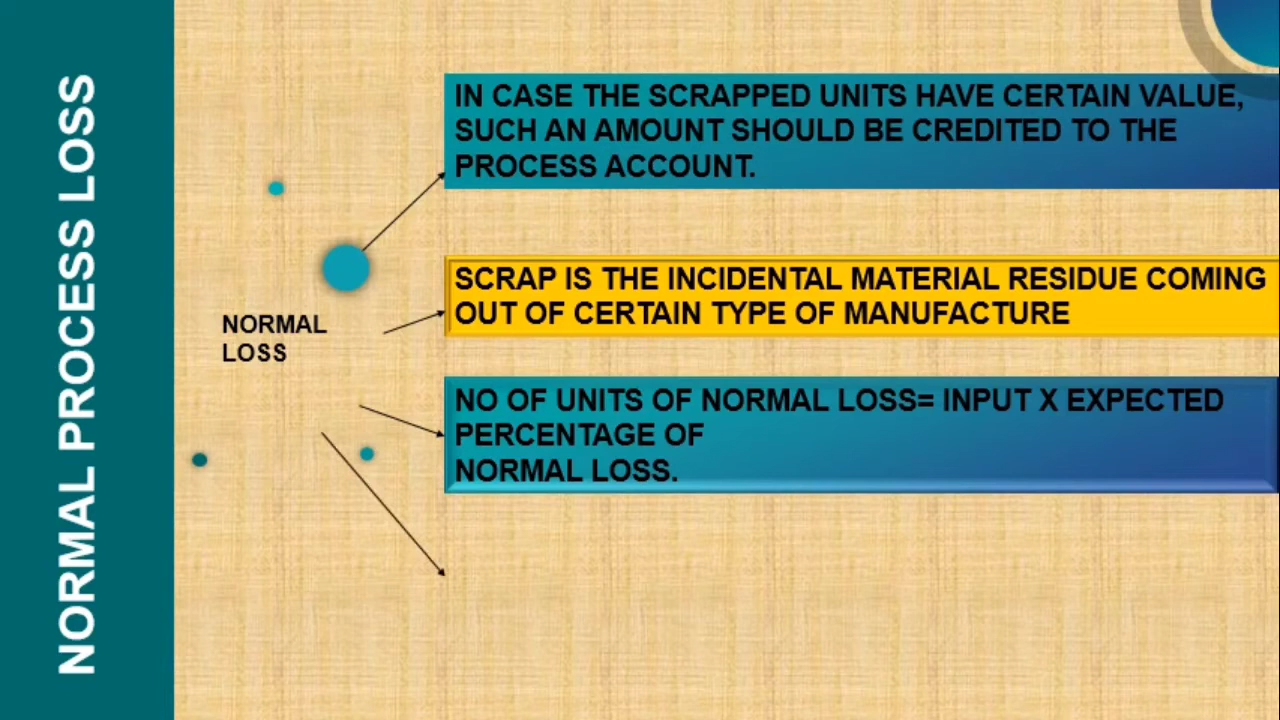 NORMAL PROCESS LOSS
IN CASE THE SCRAPPED UNITS HAVE CERTAIN VALUE,
SUCH AN AMOUNT SHOULD BE CREDITED TO THE
PROCESS ACCOUNT.
SCRAP IS THE INCIDENTAL MATERIAL RESIDUE COMING
OUT OF CERTAIN TYPE OF MANUFACTURE
NORMAL
LOSS
NO OF UNITS OF NORMAL LOSS= INPUT X EXPECTED
PERCENTAGE OF
NORMAL LOSS.